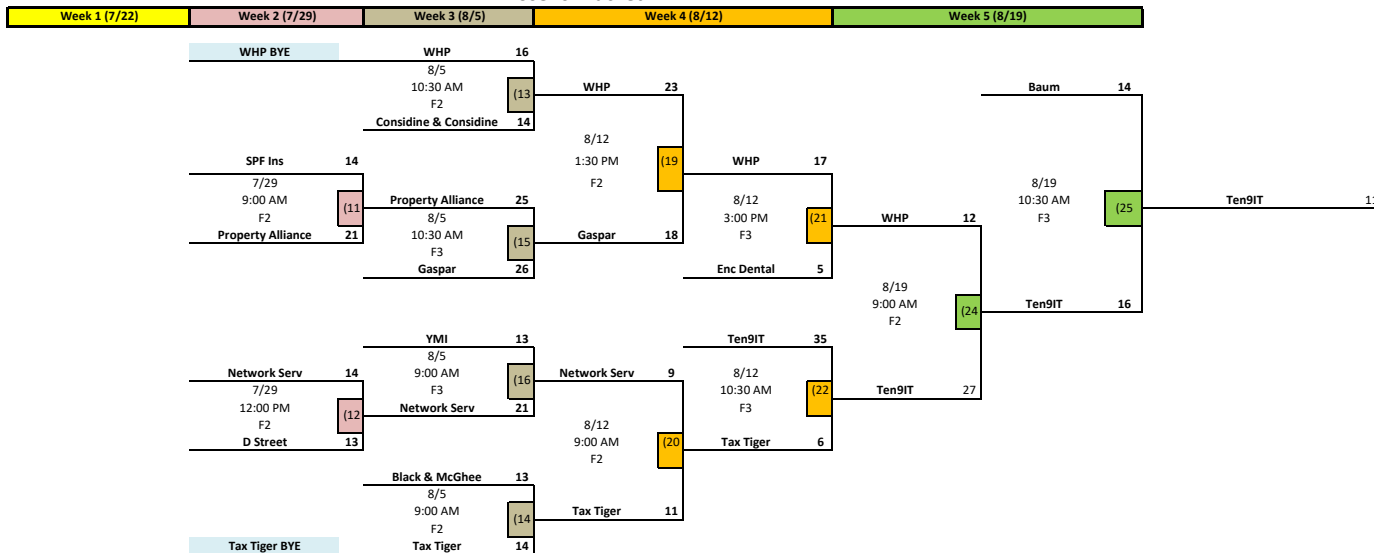 Week 1 (7/22) Week 2 (7/29) Week 3 (8/5) Week 4 (8/12) Week 5 (8/19)
WHP BYE WHP 16
8/5
10:30 AM
F2
(13
Considine & Considine 14
WHP 23
8/12
1:30 PM
F2
(19
SPF Ins 14
7/29
9:00 AM
F2
(11
Property Alliance 21
Property Alliance 25
8/5
10:30 AM
F3
(15
Gaspar 26
Gaspar 18
WHP 17
8/12
3:00 PM
F3
(21
Enc Dental 5
WHP 12
8/19
9:00 AM
F2
(24
Baum 14
8/19
10:30 AM
F3
(25
Ten9IT
Ten9IT 16
YMI 13
8/5
9:00 AM
F3
(16
Network Serv 21
Network Serv 14
7/29
12:00 PM
F2
(12
D Street 13
Network Serv 9
8/12
9:00 AM
F2
(20
Ten9IT 35
8/12
10:30 AM
F3
(22
Tax Tiger 6
Ten9IT 27
Black & McGhee 13
8/5
9:00 AM
F2
(14
Tax Tiger 11
Tax Tiger BYE Tax Tiger 14